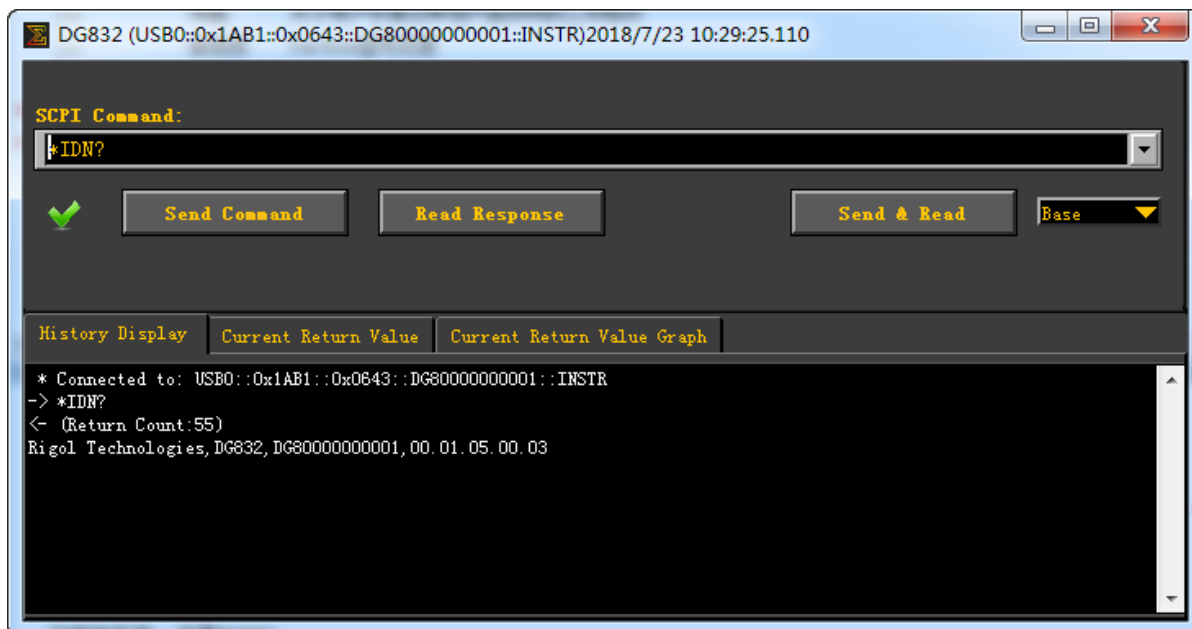 DG832 (USB0::0x1AB1::0x0643::DG80000000001::INSTR)2018/7/23 10:29:25.110
SCPI Command:
*IDN?
Send Command Read Response Send & Read Base
History Display Current Return Value Current Return Value Graph
* Connected to: USB0::0x1AB1::0x0643::DG80000000001::INSTR
-> *IDN?
<- (Return Count:55)
Rigol Technologies,DG832,DG80000000001,00.01.05.00.03